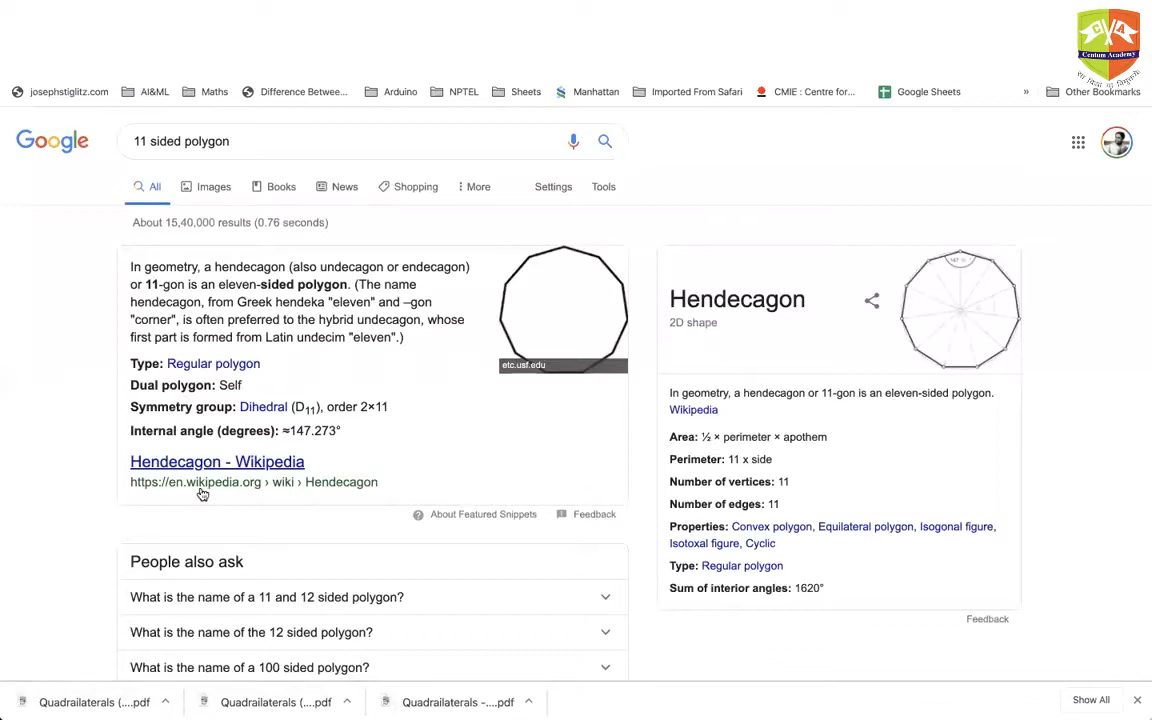 C A
Centum Academy
josephstiglitz.com AI&ML Maths Difference Betwee... Arduino NPTEL Sheets Manhattan Imported From Safari CMIE : Centre for... Google Sheets » Other Bookmarks
Google 11 sided polygon
All Images Books News Shopping More Settings Tools
About 15,40,000 results (0.76 seconds)
In geometry, a hendecagon (also undecagon or endecagon)
or 11-gon is an eleven-sided polygon. (The name
hendecagon, from Greek hendeka "eleven" and –gon
"corner", is often preferred to the hybrid undecagon, whose
first part is formed from Latin undecim "eleven".)
Type: Regular polygon
Dual polygon: Self
Symmetry group: Dihedral (D11), order 2×11
Internal angle (degrees): ≈147.273°
etc.usf.edu
Hendecagon - Wikipedia
https://en.wikipedia.org › wiki › Hendecagon
About Featured Snippets Feedback
People also ask
What is the name of a 11 and 12 sided polygon?
What is the name of the 12 sided polygon?
What is the name of a 100 sided polygon?
Hendecagon
2D shape
In geometry, a hendecagon or 11-gon is an eleven-sided polygon.
Wikipedia
Area: ½ × perimeter × apothem
Perimeter: 11 x side
Number of vertices: 11
Number of edges: 11
Properties: Convex polygon, Equilateral polygon, Isogonal figure,
Isotoxal figure, Cyclic
Type: Regular polygon
Sum of interior angles: 1620°
Feedback
Quadrilaterals (....pdf Quadrilaterals (....pdf Quadrilaterals -....pdf Show All